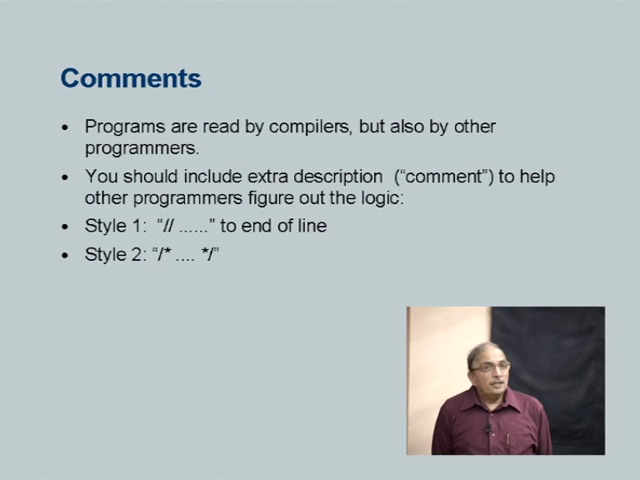 Comments
• Programs are read by compilers, but also by other
programmers.
• You should include extra description  (“comment”) to help
other programmers figure out the logic:
• Style 1:  “// ......” to end of line
• Style 2: “/* .... */”